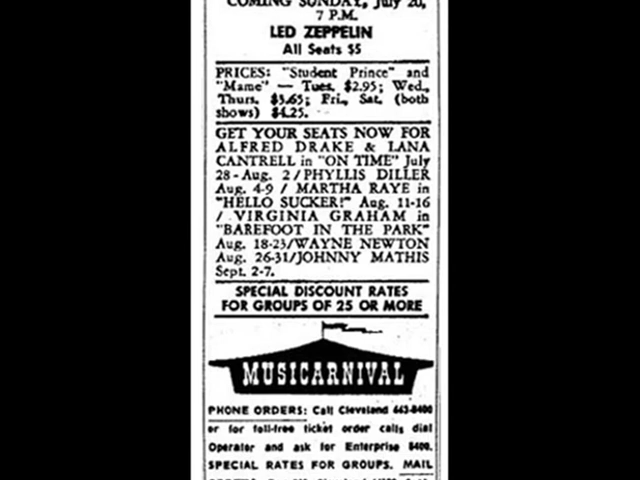 COMING SUNDAY, July 20,
7 P.M.
LED ZEPPELIN
All Seats $5
PRICES: "Student Prince" and
"Mame" — Tues. $2.95; Wed.,
Thurs. $3.65; Fri., Sat. (both
shows) $4.25.
GET YOUR SEATS NOW FOR
ALFRED DRAKE & LANA
CANTRELL in "ON TIME" July
28 - Aug. 2 / PHYLLIS DILLER
Aug. 4-9 / MARTHA RAYE in
"HELLO SUCKER!" Aug. 11-16
/ VIRGINIA GRAHAM in
"BAREFOOT IN THE PARK"
Aug. 18-23/WAYNE NEWTON
Aug. 26-31/JOHNNY MATHIS
Sept. 2-7.
SPECIAL DISCOUNT RATES
FOR GROUPS OF 25 OR MORE
MUSICARNIVAL
PHONE ORDERS: Call Cleveland 663-8400
or for toll-free ticket order calls dial
Operator and ask for Enterprise 8400.
SPECIAL RATES FOR GROUPS. MAIL